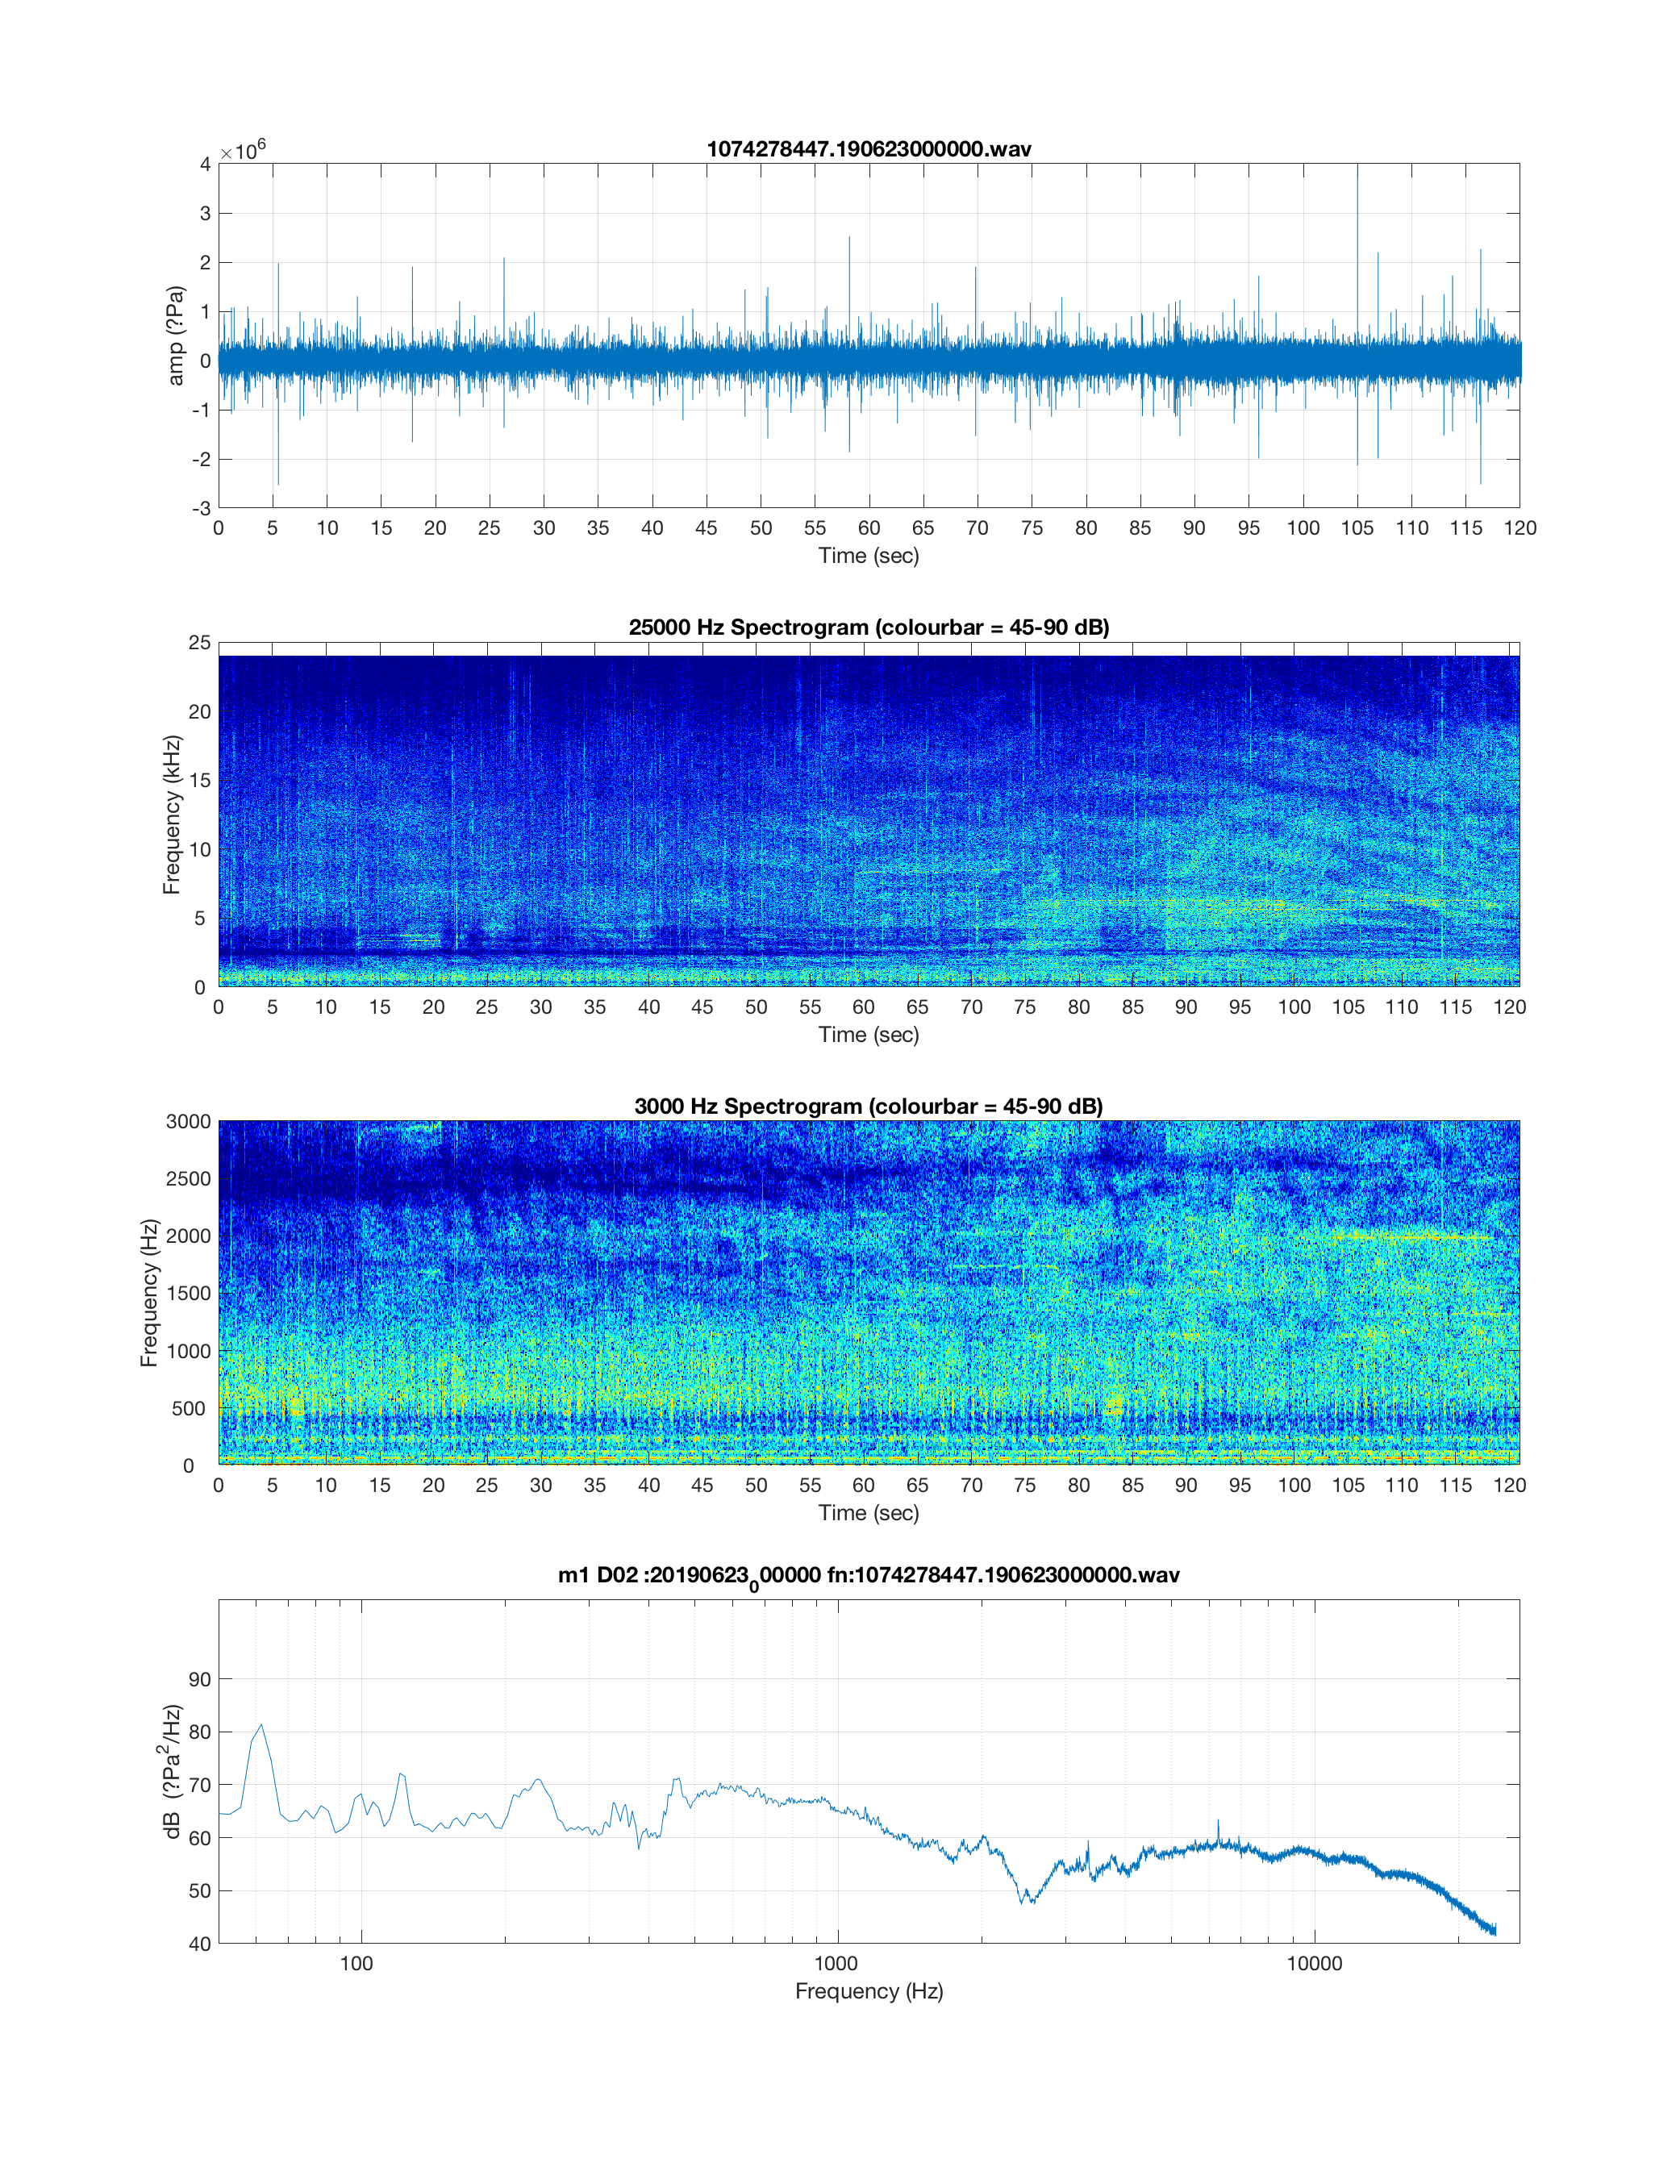 1074278447.190623000000.wav
×10^6
4
3
2
1
0
-1
-2
-3
amp (?Pa)
0 5 10 15 20 25 30 35 40 45 50 55 60 65 70 75 80 85 90 95 100 105 110 115 120
Time (sec)
25000 Hz Spectrogram (colourbar = 45-90 dB)
25
20
15
10
5
0
Frequency (kHz)
0 5 10 15 20 25 30 35 40 45 50 55 60 65 70 75 80 85 90 95 100 105 110 115 120
Time (sec)
3000 Hz Spectrogram (colourbar = 45-90 dB)
3000
2500
2000
1500
1000
500
0
Frequency (Hz)
0 5 10 15 20 25 30 35 40 45 50 55 60 65 70 75 80 85 90 95 100 105 110 115 120
Time (sec)
m1 D02 :20190623_000000 fn:1074278447.190623000000.wav
90
80
70
60
50
40
dB (?Pa^2/Hz)
100 1000 10000
Frequency (Hz)